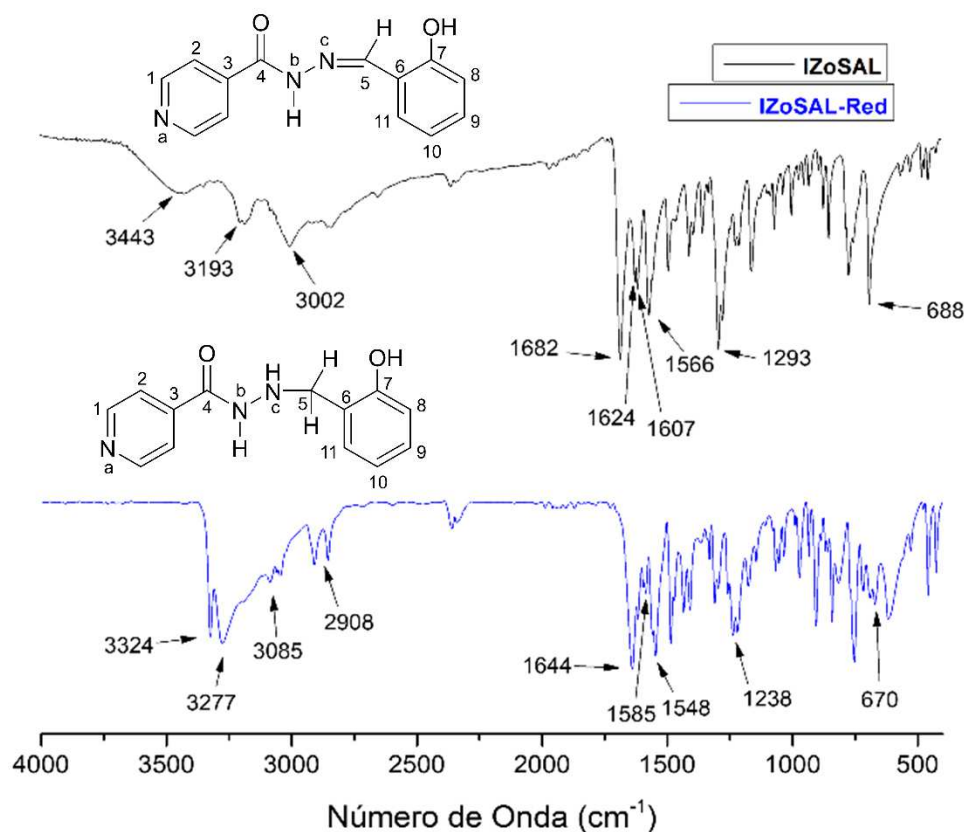 O
H
OH
2
N
c
7
1
3
4
b
N
5
6
8
N
a
H
11
9
10
IZoSAL
IZoSAL-Red
3443
3193
3002
1682
1624
1607
1566
1293
688
O
NH
H
OH
2
b
c
7
1
3
4
N
5
6
8
N
a
H
H
11
9
10
3324
3277
3085
2908
1644
1585
1548
1238
670
4000 3500 3000 2500 2000 1500 1000 500
Número de Onda (cm⁻¹)